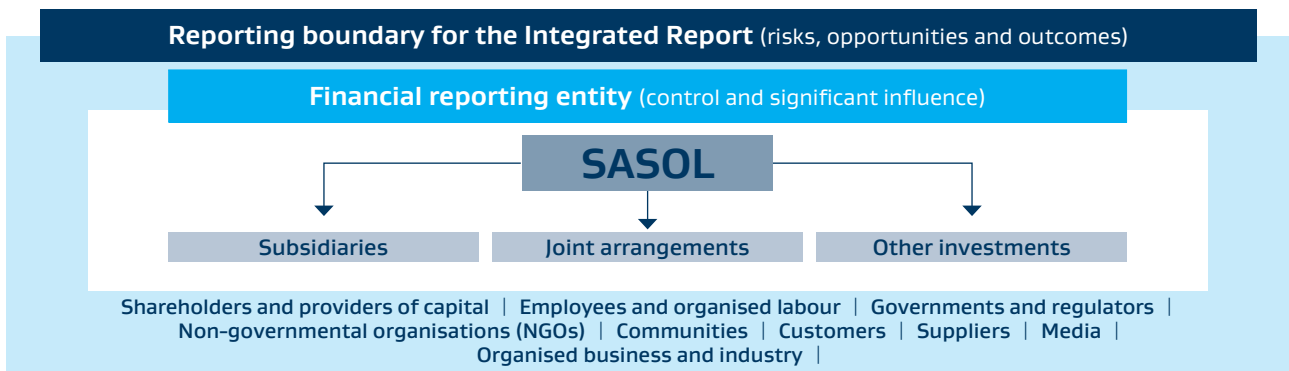 Reporting boundary for the Integrated Report (risks, opportunities and outcomes)
Financial reporting entity (control and significant influence)
SASOL
Subsidiaries
Joint arrangements
Other investments
Shareholders and providers of capital | Employees and organised labour | Governments and regulators |
Non-governmental organisations (NGOs) | Communities | Customers | Suppliers | Media |
Organised business and industry |